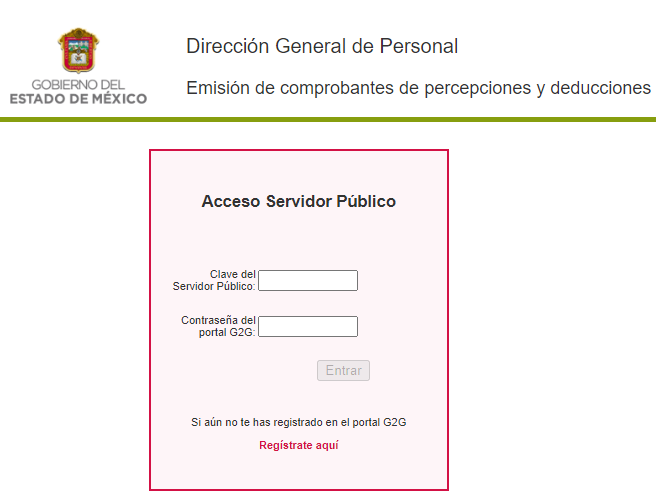 Dirección General de Personal
GOBIERNO DEL
ESTADO DE MÉXICO
Emisión de comprobantes de percepciones y deducciones
Acceso Servidor Público
Clave del
Servidor Público:
Contraseña del
portal G2G:
Entrar
Si aún no te has registrado en el portal G2G
Regístrate aquí